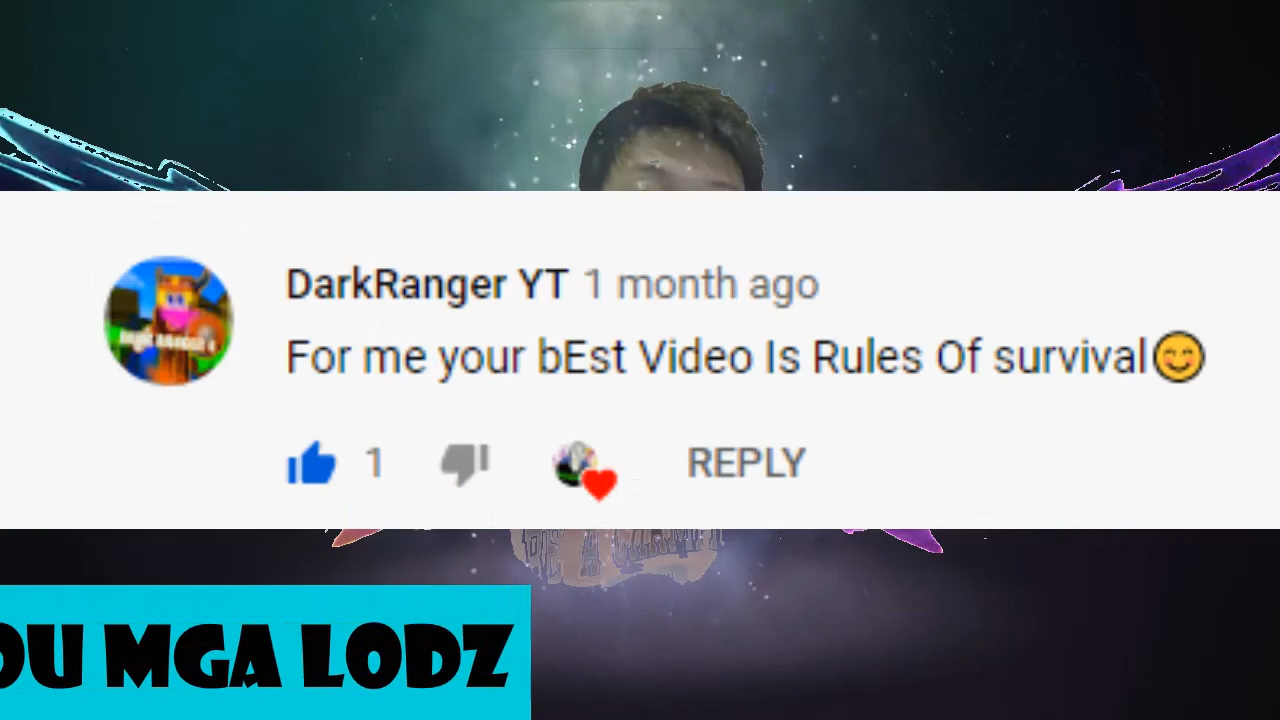 DarkRanger YT 1 month ago
For me your bEst Video Is Rules Of survival😊
1
REPLY
OU MGA LODZ